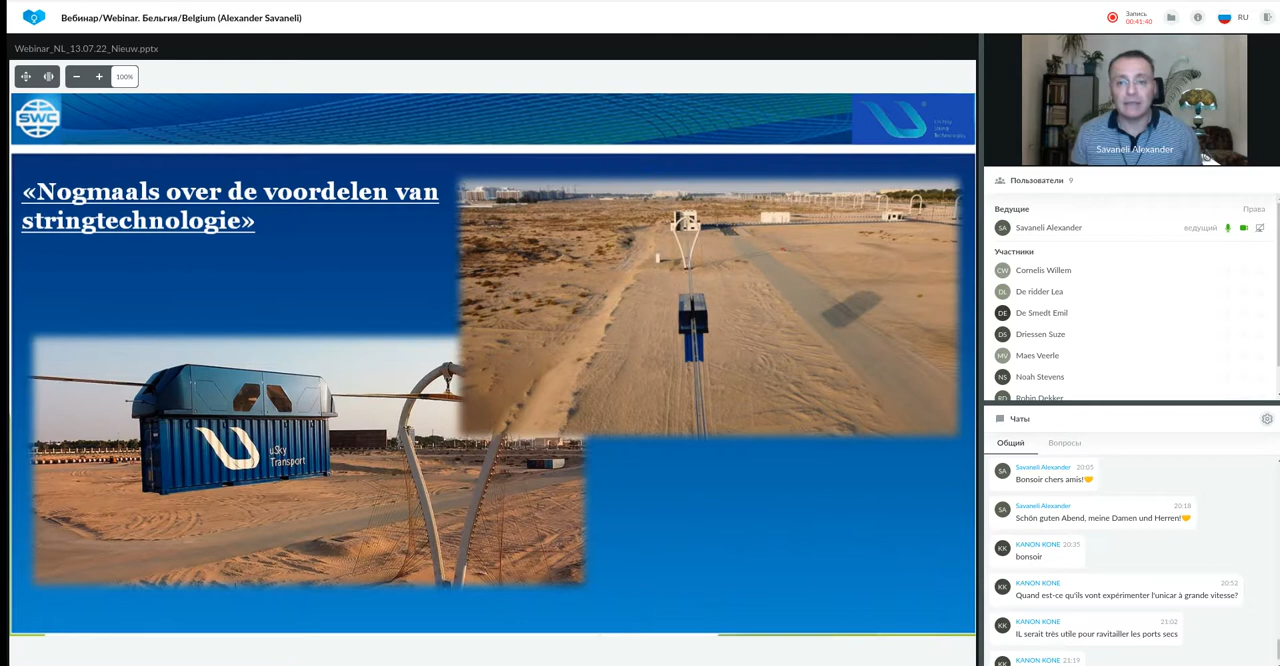 Вебинар/Webinar. Бельгия/Belgium (Alexander Savaneli)
Запись
00:41:40
RU
Webinar_NL_13.07.22_Nieuw.pptx
100%
SWC
«Nogmaals over de voordelen van
stringtechnologie»
uSky
Transport
Savaneli Alexander
Пользователи 9
Ведущие
Права
SA Savaneli Alexander ведущий
Участники
CW Cornelis Willem
DL De ridder Lea
DE De Smedt Emil
DS Driessen Suze
MV Maes Veerle
NS Noah Stevens
RD Robin Dekker
Чаты
Общий Вопросы
SA Savaneli Alexander 20:05
Bonsoir chers amis!🧡
SA Savaneli Alexander 20:18
Schön guten Abend, meine Damen und Herren!🧡
KK KANON KONE 20:35
bonsoir
KK KANON KONE 20:52
Quand est-ce qu'ils vont expérimenter l'unicar à grande vitesse?
KK KANON KONE 21:02
IL serait très utile pour ravitailler les ports secs
KK KANON KONE 21:19